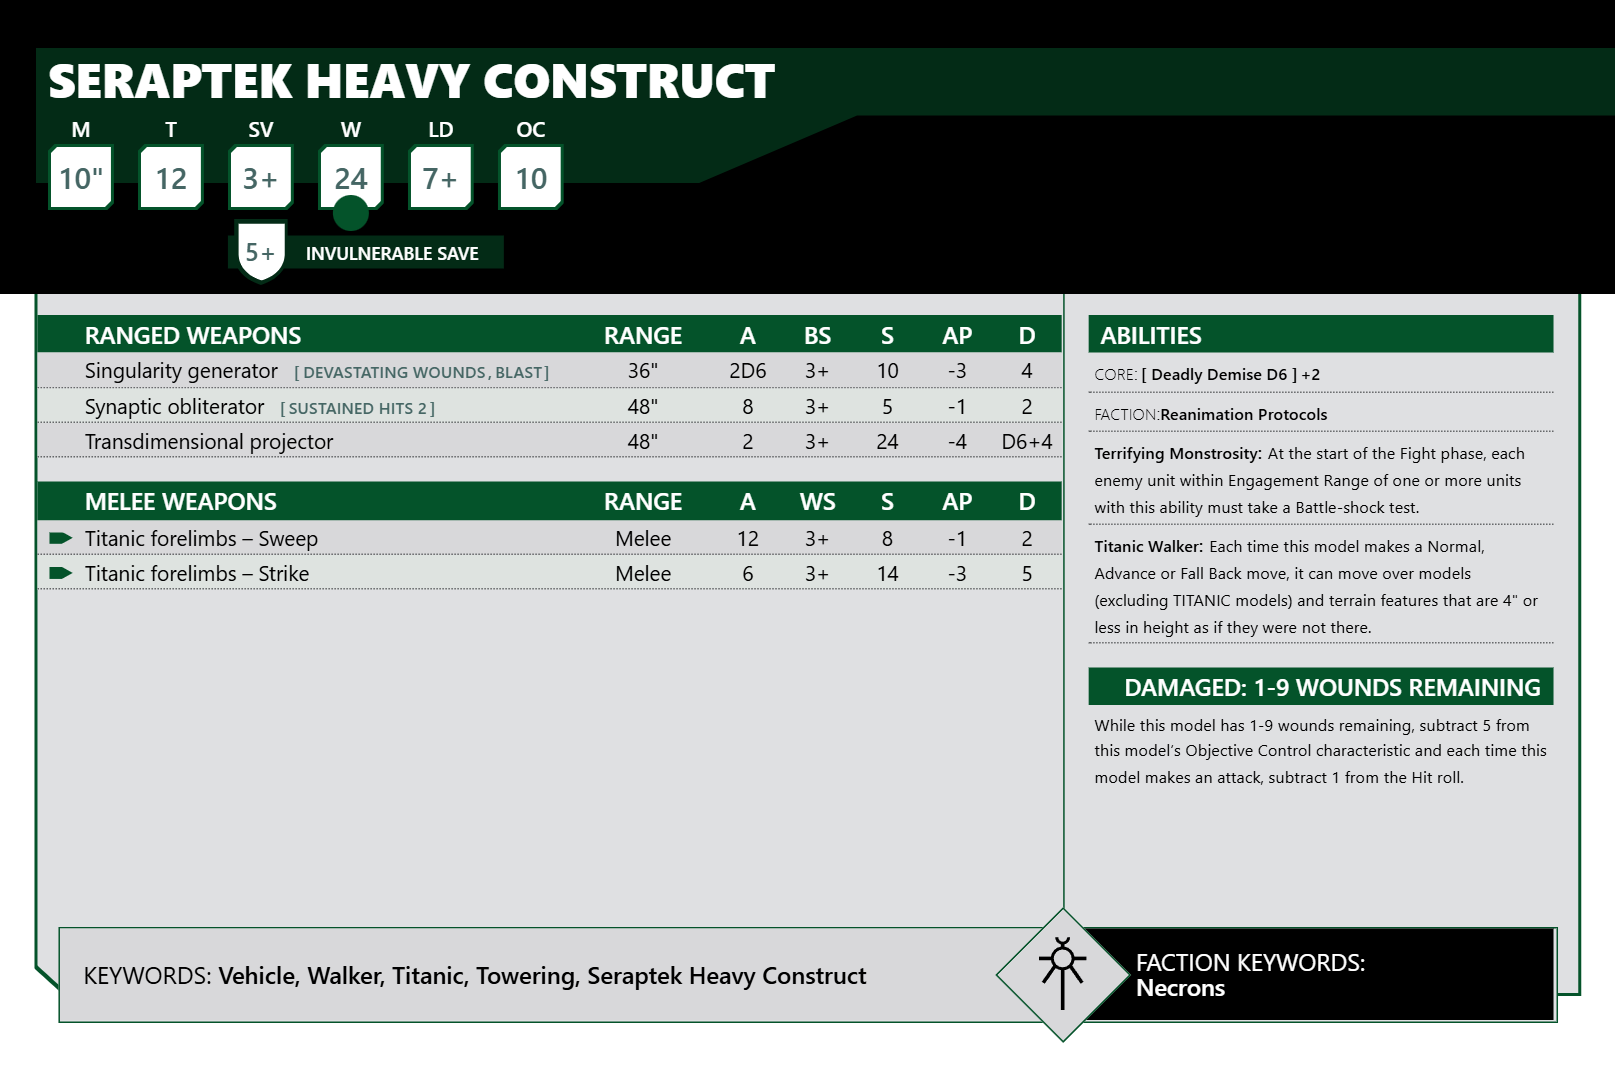 SERAPTEK HEAVY CONSTRUCT
M T SV W LD OC
10" 12 3+ 24 7+ 10
5+ INVULNERABLE SAVE
RANGED WEAPONS RANGE A BS S AP D
Singularity generator [ DEVASTATING WOUNDS, BLAST] 36" 2D6 3+ 10 -3 4
Synaptic obliterator [ SUSTAINED HITS 2 ] 48" 8 3+ 5 -1 2
Transdimensional projector 48" 2 3+ 24 -4 D6+4
MELEE WEAPONS RANGE A WS S AP D
Titanic forelimbs – Sweep Melee 12 3+ 8 -1 2
Titanic forelimbs – Strike Melee 6 3+ 14 -3 5
ABILITIES
CORE: [ Deadly Demise D6 ] +2
FACTION:Reanimation Protocols
Terrifying Monstrosity: At the start of the Fight phase, each
enemy unit within Engagement Range of one or more units
with this ability must take a Battle-shock test.
Titanic Walker: Each time this model makes a Normal,
Advance or Fall Back move, it can move over models
(excluding TITANIC models) and terrain features that are 4" or
less in height as if they were not there.
DAMAGED: 1-9 WOUNDS REMAINING
While this model has 1-9 wounds remaining, subtract 5 from
this model's Objective Control characteristic and each time this
model makes an attack, subtract 1 from the Hit roll.
KEYWORDS: Vehicle, Walker, Titanic, Towering, Seraptek Heavy Construct
FACTION KEYWORDS:
Necrons